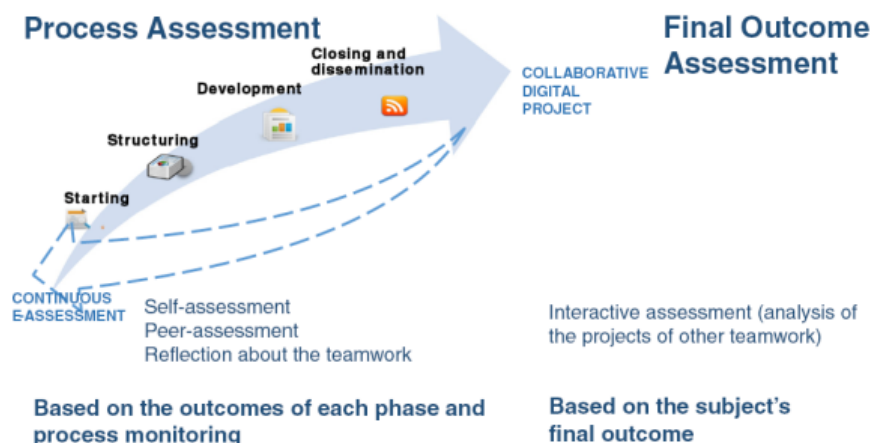 Process Assessment
Final Outcome
Assessment
Closing and
dissemination
Development
Structuring
Starting
COLLABORATIVE
DIGITAL
PROJECT
CONTINUOUS
E-ASSESSMENT
Self-assessment
Peer-assessment
Reflection about the teamwork
Interactive assessment (analysis of
the projects of other teamwork)
Based on the outcomes of each phase and
process monitoring
Based on the subject's
final outcome